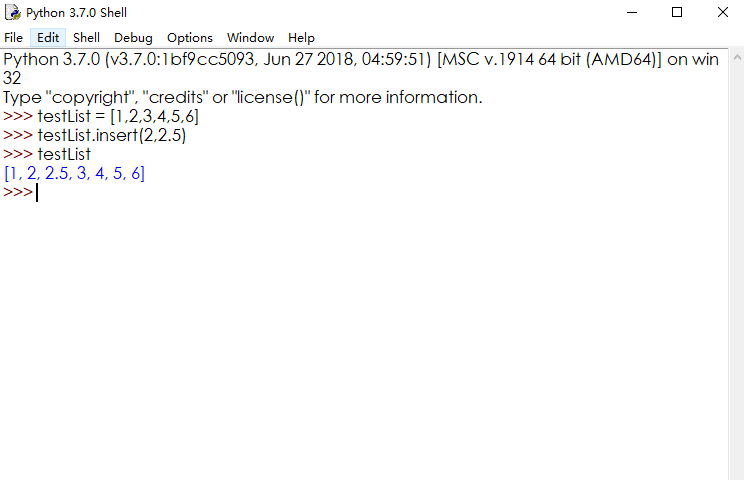 Python 3.7.0 Shell
File Edit Shell Debug Options Window Help
Python 3.7.0 (v3.7.0:1bf9cc5093, Jun 27 2018, 04:59:51) [MSC v.1914 64 bit (AMD64)] on win
32
Type "copyright", "credits" or "license()" for more information.
>>> testList = [1,2,3,4,5,6]
>>> testList.insert(2,2.5)
>>> testList
[1, 2, 2.5, 3, 4, 5, 6]
>>>